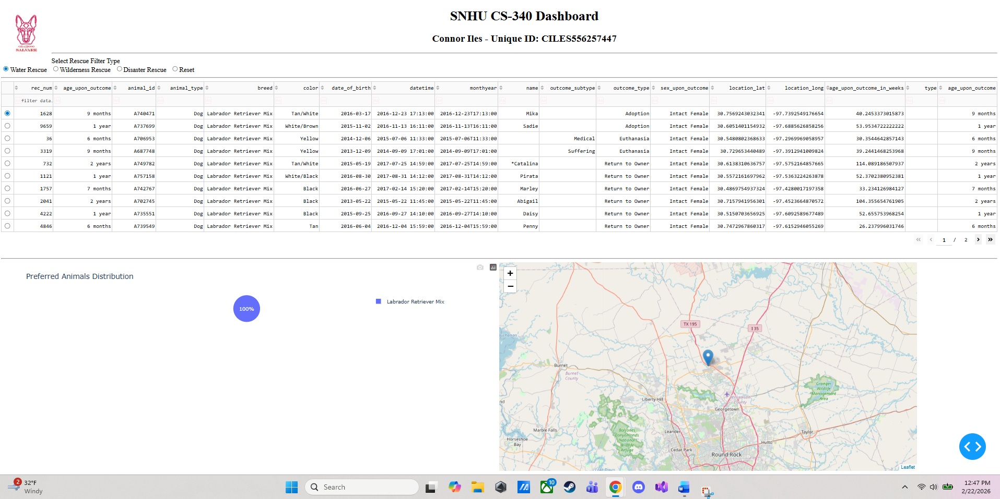 SNHU CS-340 Dashboard
Connor Iles - Unique ID: CILES556257447
GRAZIOSO
SALVARE
Select Rescue Filter Type
Water Rescue Wilderness Rescue Disaster Rescue Reset
rec_num age_upon_outcome animal_id animal_type breed color date_of_birth datetime monthyear name outcome_subtype outcome_type sex_upon_outcome location_lat location_long age_upon_outcome_in_weeks type age_upon_outcome
filter data.
1628 9 months A740471 Dog Labrador Retriever Mix Tan/White 2016-03-17 2016-12-23 17:13:00 2016-12-23T17:13:00 Mika Adoption Intact Female 30.7569243032341 -97.7392549176654 40.2453373015873 9 months
9659 1 year A737699 Dog Labrador Retriever Mix White/Brown 2015-11-02 2016-11-13 16:11:00 2016-11-13T16:11:00 Sadie Adoption Intact Female 30.6051401154932 -97.6885626858256 53.9534722222222 1 year
36 6 months A706953 Dog Labrador Retriever Mix Yellow 2014-12-06 2015-07-06 11:33:00 2015-07-06T11:33:00 Medical Euthanasia Intact Female 30.5480802368633 -97.2969969058957 30.3544642857143 6 months
3319 9 months A687748 Dog Labrador Retriever Mix Yellow 2013-12-09 2014-09-09 17:01:00 2014-09-09T17:01:00 Suffering Euthanasia Intact Female 30.729653440489 -97.3912941009824 39.2441468253968 9 months
732 2 years A749782 Dog Labrador Retriever Mix Tan/White 2015-05-19 2017-07-25 14:59:00 2017-07-25T14:59:00 *Catalina Return to Owner Intact Female 30.6138310636757 -97.5752164857665 114.089186507937 2 years
1121 1 year A757158 Dog Labrador Retriever Mix White/Black 2016-08-30 2017-08-31 14:12:00 2017-08-31T14:12:00 Pirata Return to Owner Intact Female 30.5572161697962 -97.5363224263878 52.3702380952381 1 year
1757 7 months A742767 Dog Labrador Retriever Mix Black 2016-06-27 2017-02-14 15:20:00 2017-02-14T15:20:00 Marley Return to Owner Intact Female 30.4869754937324 -97.4280017197358 33.234126984127 7 months
2041 2 years A702745 Dog Labrador Retriever Mix Black 2013-05-22 2015-05-22 11:45:00 2015-05-22T11:45:00 Abigail Return to Owner Intact Female 30.7157941956301 -97.4523664870572 104.355654761905 2 years
4222 1 year A735551 Dog Labrador Retriever Mix Black 2015-09-25 2016-09-27 14:10:00 2016-09-27T14:10:00 Daisy Return to Owner Intact Female 30.5150703656925 -97.6092589677489 52.655753968254 1 year
4846 6 months A739549 Dog Labrador Retriever Mix Tan 2016-06-04 2016-12-04 15:59:00 2016-12-04T15:59:00 Penny Return to Owner Intact Female 30.7472967860317 -97.6152946055269 26.237996031746 6 months
1 / 2
Preferred Animals Distribution
100%
Labrador Retriever Mix
+
−
TX 195
I 35
Buchanan
Burnet
Burnet
County
Granger
Wildlife
Management
Area
Liberty Hill
Williamson
County
Georgetown
nd
Marble Falls
Horseshoe
Bay
Balcones
Canyonlands
National
Wildlife
Refuge
Leander
Taylor
Hutto
Cedar Park
Round Rock
Lake Travis
Leaflet
2
32°F
Windy
Search
10
12:47 PM
2/22/2026